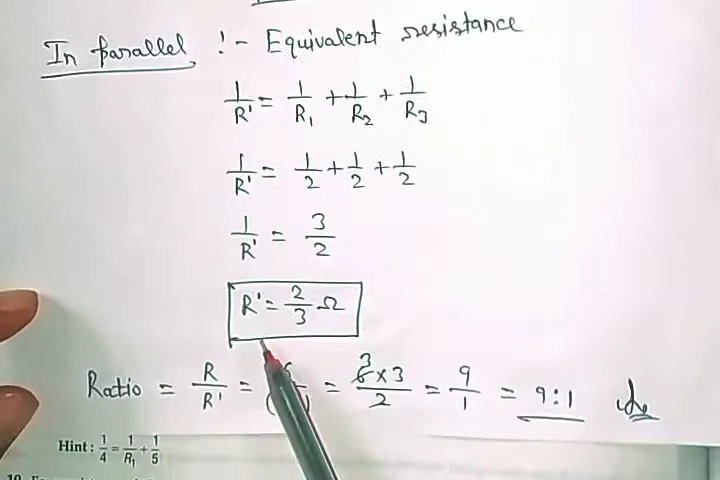 In parallel :- Equivalent resistance
1/R' = 1/R₁ + 1/R₂ + 1/R₃
1/R' = 1/2 + 1/2 + 1/2
1/R' = 3/2
R' = 2/3 Ω
Ratio = R/R' = = 6×3/2 3 = 9/1 = 9:1
Hint : 1/4 = 1/R₁ + 1/5